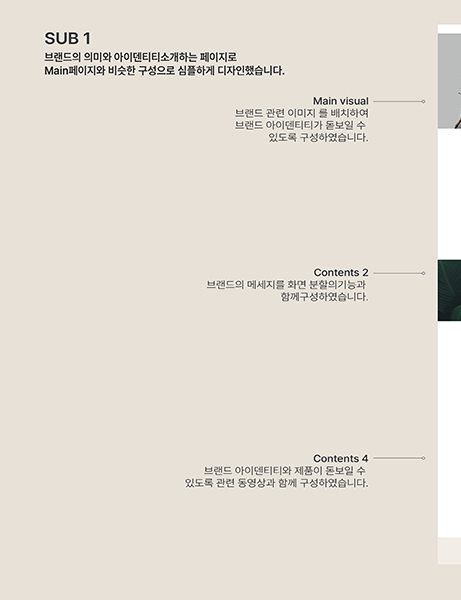 SUB 1
브랜드의 의미와 아이덴티티소개하는 페이지로
Main페이지와 비슷한 구성으로 심플하게 디자인했습니다.
Main visual
브랜드 관련 이미지 를 배치하여
브랜드 아이덴티티가 돋보일 수
있도록 구성하였습니다.
Contents 2
브랜드의 메세지를 화면 분할의기능과
함께구성하였습니다.
Contents 4
브랜드 아이덴티티와 제품이 돋보일 수
있도록 관련 동영상과 함께 구성하였습니다.